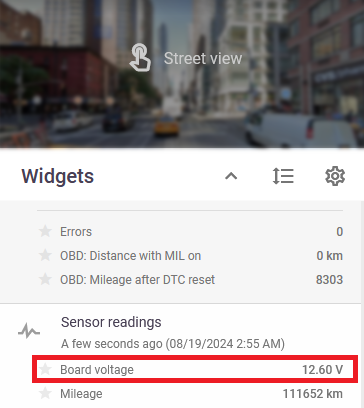 Street view
Widgets
Errors 0
OBD: Distance with MIL on 0 km
OBD: Mileage after DTC reset 8303
Sensor readings
A few seconds ago (08/19/2024 2:55 AM)
Board voltage 12.60 V
Mileage 111652 km